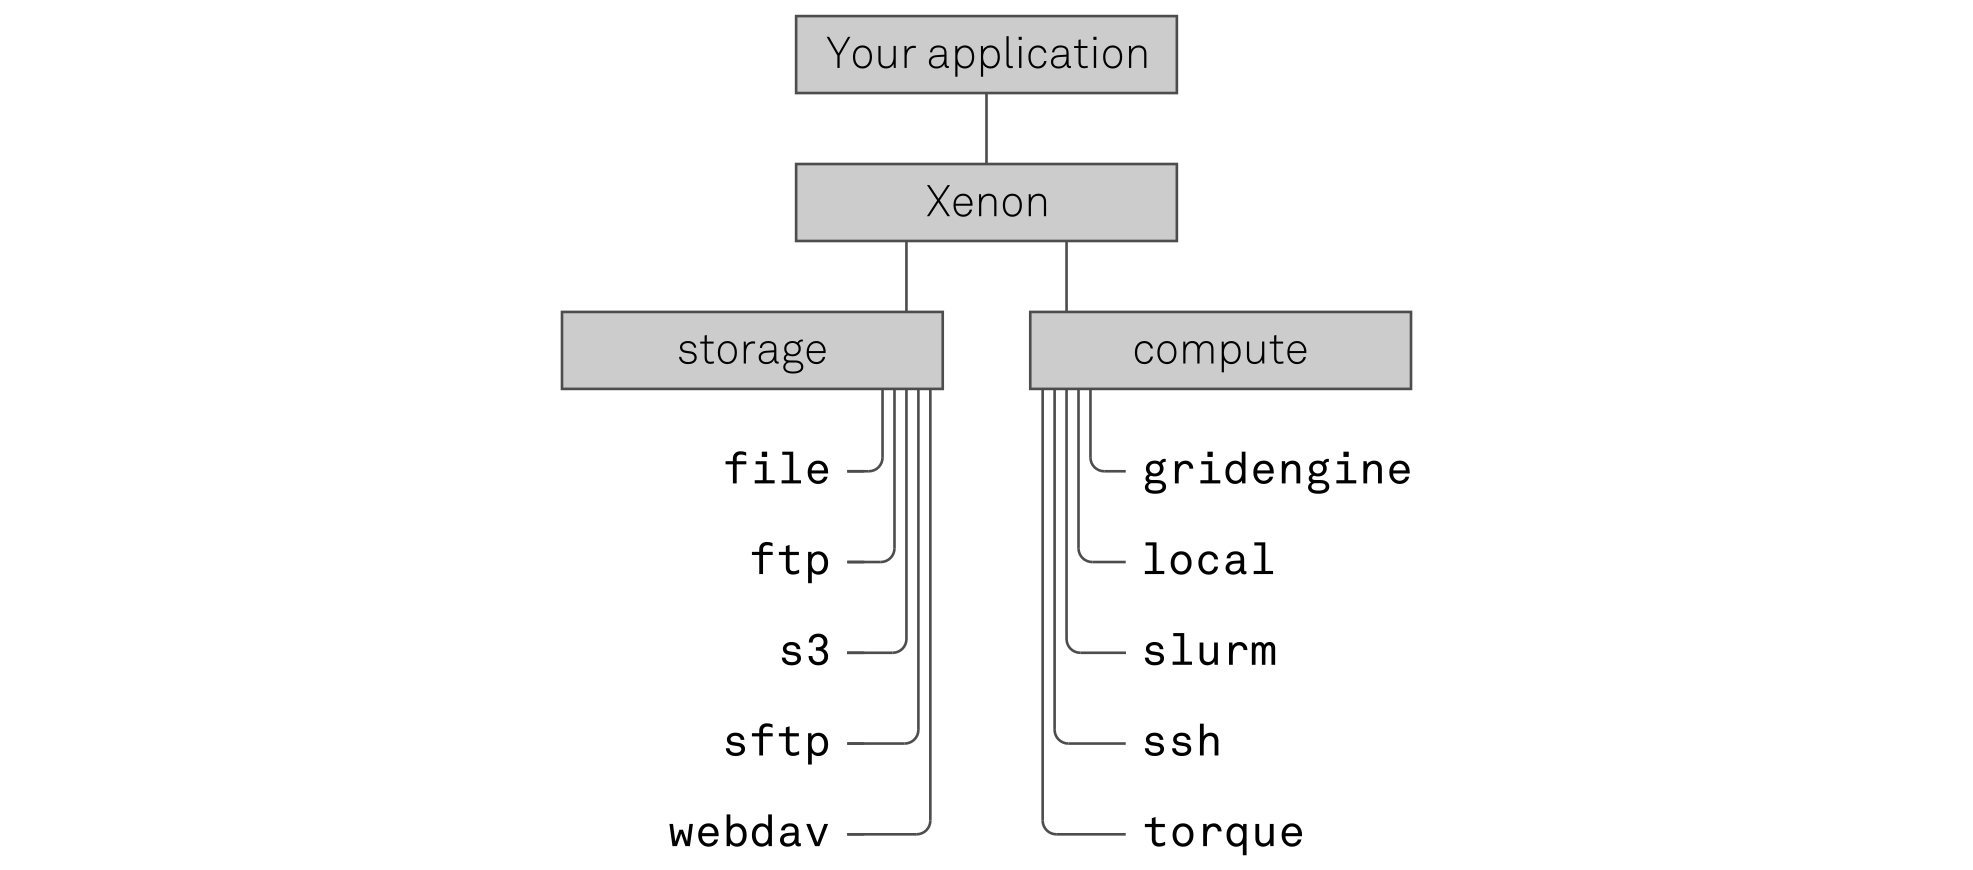 Your application
Xenon
storage
compute
file
ftp
s3
sftp
webdav
gridengine
local
slurm
ssh
torque